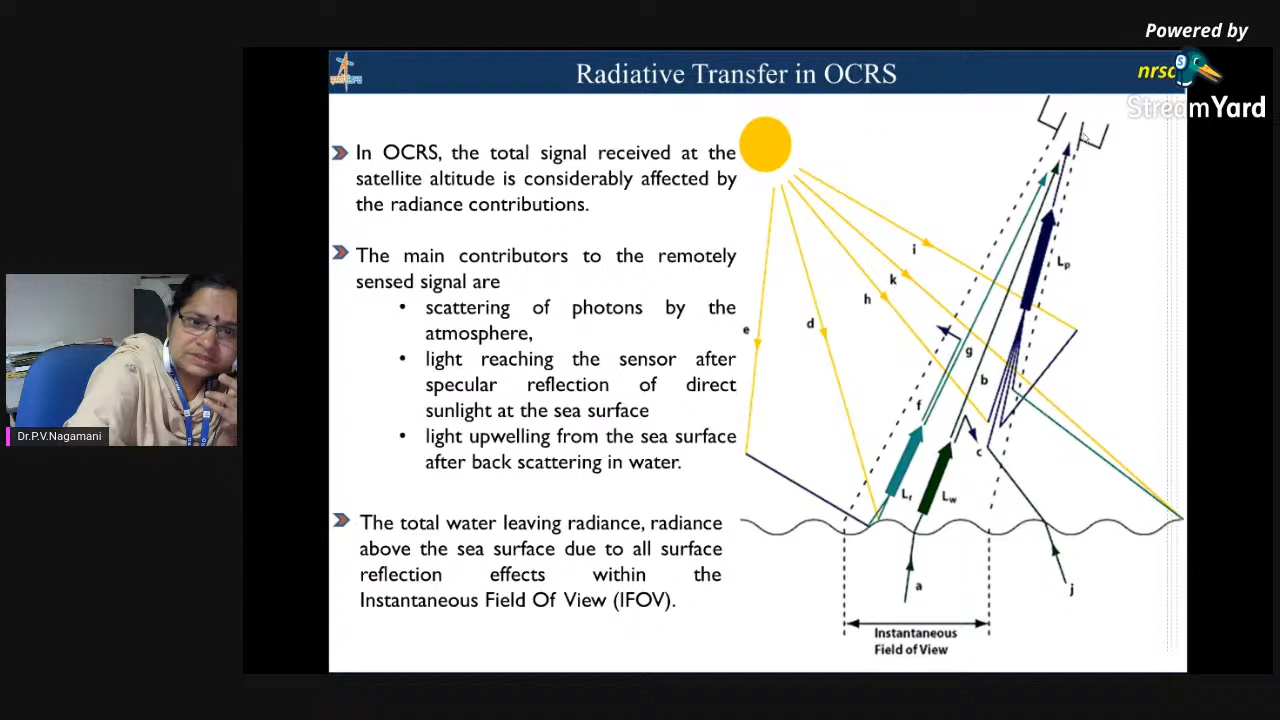 Powered by
StreamYard
nrsc
Radiative Transfer in OCRS
In OCRS, the total signal received at the
satellite altitude is considerably affected by
the radiance contributions.
The main contributors to the remotely
sensed signal are
• scattering of photons by the
atmosphere,
• light reaching the sensor after
specular reflection of direct
sunlight at the sea surface
• light upwelling from the sea surface
after back scattering in water.
The total water leaving radiance, radiance
above the sea surface due to all surface
reflection effects within the
Instantaneous Field Of View (IFOV).
i
k
h
Lp
e
d
g
b
f
c
Lr
Lw
a
j
Instantaneous
Field of View
Dr.P.V.Nagamani